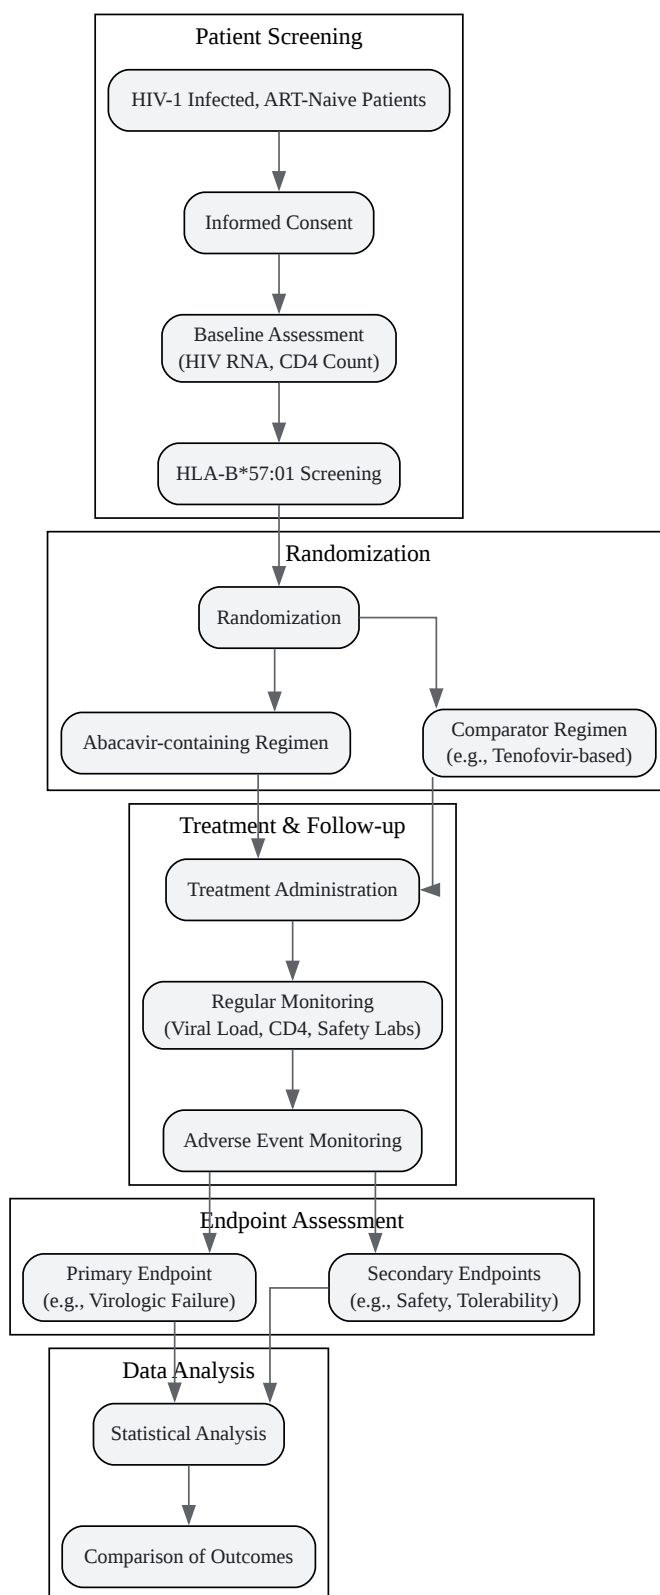 Patient Screening
HIV-1 Infected, ART-Naive Patients
Informed Consent
Baseline Assessment
(HIV RNA, CD4 Count)
HLA-B*57:01 Screening
Randomization
Randomization
Abacavir-containing Regimen
Comparator Regimen
(e.g., Tenofovir-based)
Treatment & Follow-up
Treatment Administration
Regular Monitoring
(Viral Load, CD4, Safety Labs)
Adverse Event Monitoring
Endpoint Assessment
Primary Endpoint
(e.g., Virologic Failure)
Secondary Endpoints
(e.g., Safety, Tolerability)
Data Analysis
Statistical Analysis
Comparison of Outcomes